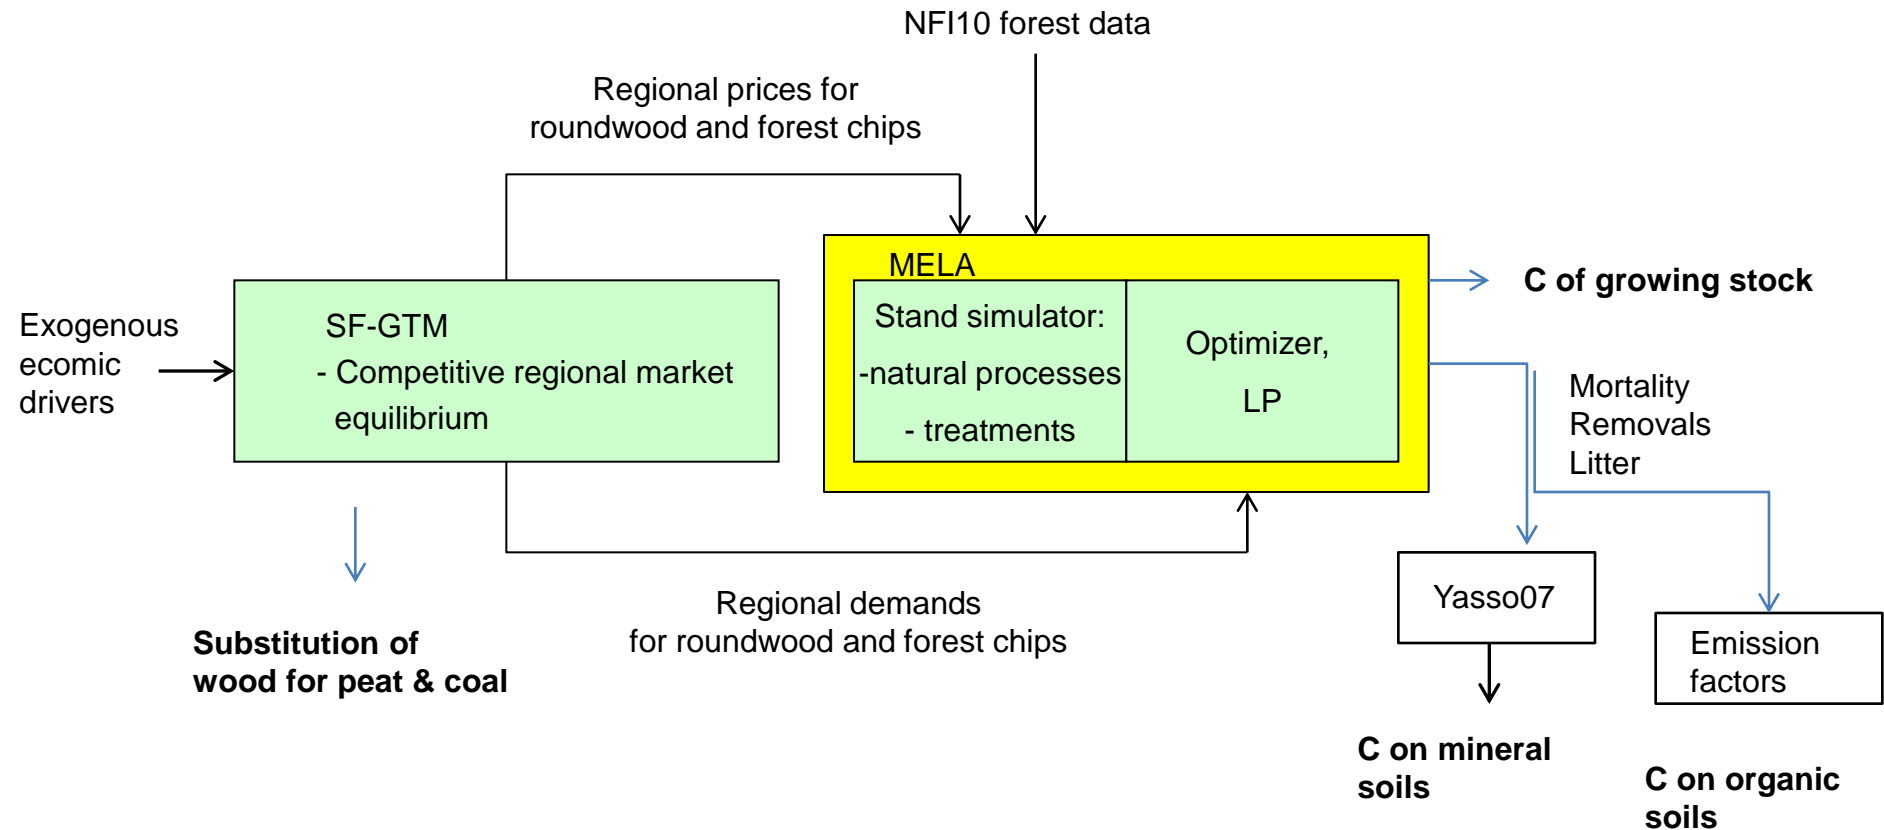 NFI10 forest data
Regional prices for
roundwood and forest chips
MELA
Exogenous
ecomic
drivers
SF-GTM
- Competitive regional market
equilibrium
Stand simulator:
-natural processes
- treatments
Optimizer,
LP
C of growing stock
Mortality
Removals
Litter
Substitution of
wood for peat & coal
Regional demands
for roundwood and forest chips
Yasso07
Emission
factors
C on mineral
soils
C on organic
soils